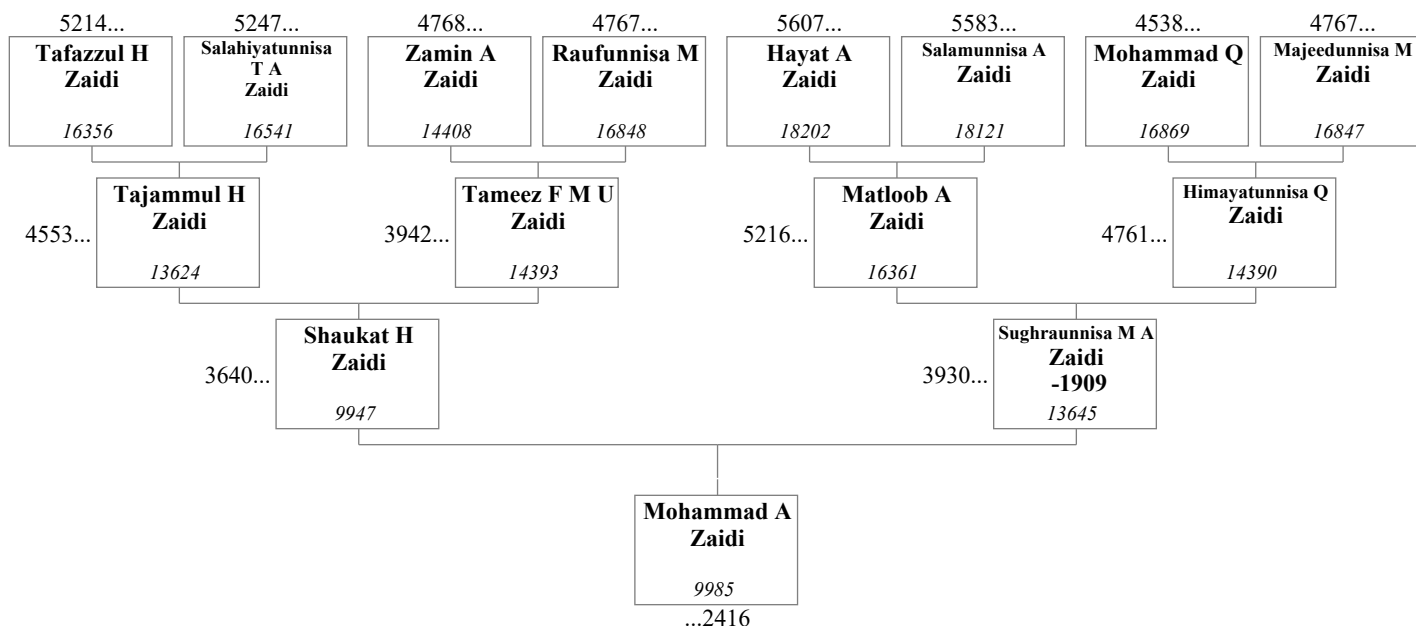 5214... 5247... 4768... 4767... 5607... 5583... 4538... 4767...
Tafazzul H
Zaidi
16356
Salahiyatunnisa
T A
Zaidi
16541
Zamin A
Zaidi
14408
Raufunnisa M
Zaidi
16848
Hayat A
Zaidi
18202
Salamunnisa A
Zaidi
18121
Mohammad Q
Zaidi
16869
Majeedunnisa M
Zaidi
16847
4553...
Tajammul H
Zaidi
13624
3942...
Tameez F M U
Zaidi
14393
5216...
Matloob A
Zaidi
16361
4761...
Himayatunnisa Q
Zaidi
14390
3640...
Shaukat H
Zaidi
9947
3930...
Sughraunnisa M A
Zaidi
-1909
13645
Mohammad A
Zaidi
9985
...2416